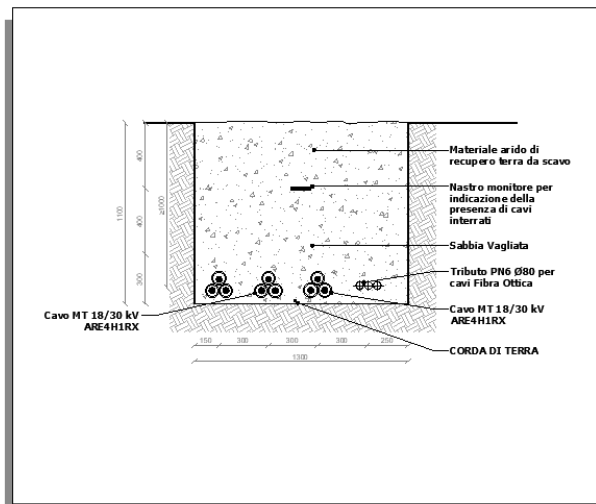 Materiale arido di
recupero terra da scavo
Nastro monitore per
indicazione della
presenza di cavi
interrati
Sabbia Vagliata
Tributo PN6 Ø80 per
cavi Fibra Ottica
Cavo MT 18/30 kV
ARE4H1RX
Cavo MT 18/30 kV
ARE4H1RX
CORDA DI TERRA
1100
400
400
300
≥1000
150
300
300
300
250
1300